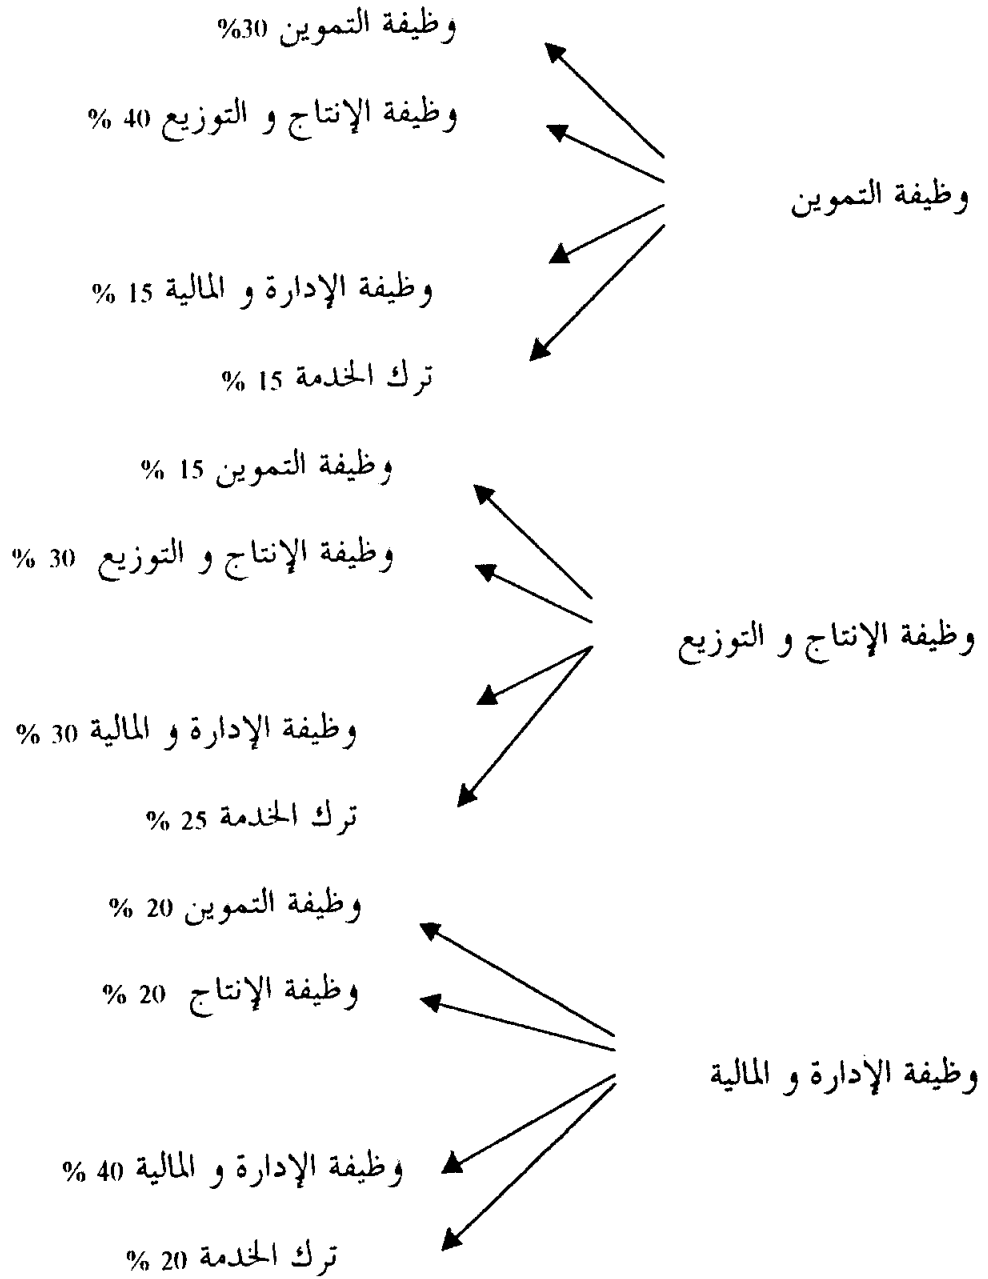 وظيفة التموين 30%
وظيفة الإنتاج و التوزيع 40 %
وظيفة التموين
وظيفة الإدارة و المالية 15 %
ترك الخدمة 15 %
وظيفة التموين 15 %
وظيفة الإنتاج و التوزيع 30 %
وظيفة الإنتاج و التوزيع
وظيفة الإدارة و المالية 30 %
ترك الخدمة 25 %
وظيفة التموين 20 %
وظيفة الإنتاج 20 %
وظيفة الإدارة و المالية
وظيفة الإدارة و المالية 40 %
ترك الخدمة 20 %